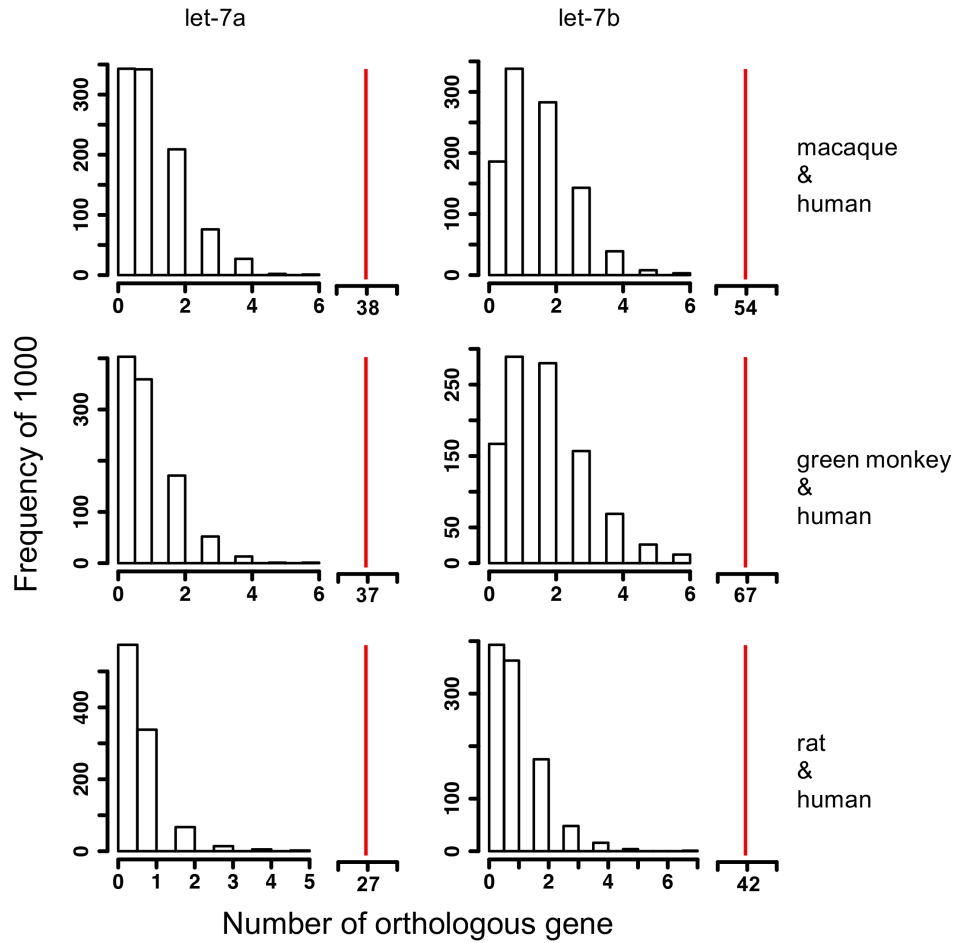 let-7a
let-7b
0 100 200 300
0 2 4 6
38
0 100 200 300
0 2 4 6
54
macaque
&
human
Frequency of 1000
0 100 300
0 2 4 6
37
0 50 150 250
0 2 4 6
67
green monkey
&
human
0 200 400
0 1 2 3 4 5
27
0 100 300
0 2 4 6
42
rat
&
human
Number of orthologous gene